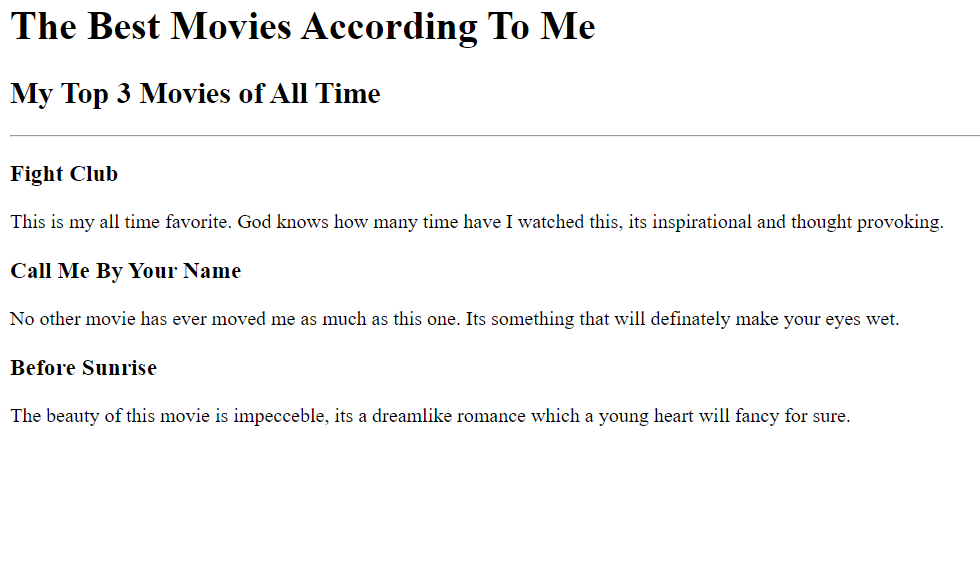 The Best Movies According To Me
My Top 3 Movies of All Time
Fight Club
This is my all time favorite. God knows how many time have I watched this, its inspirational and thought provoking.
Call Me By Your Name
No other movie has ever moved me as much as this one. Its something that will definately make your eyes wet.
Before Sunrise
The beauty of this movie is impecceble, its a dreamlike romance which a young heart will fancy for sure.